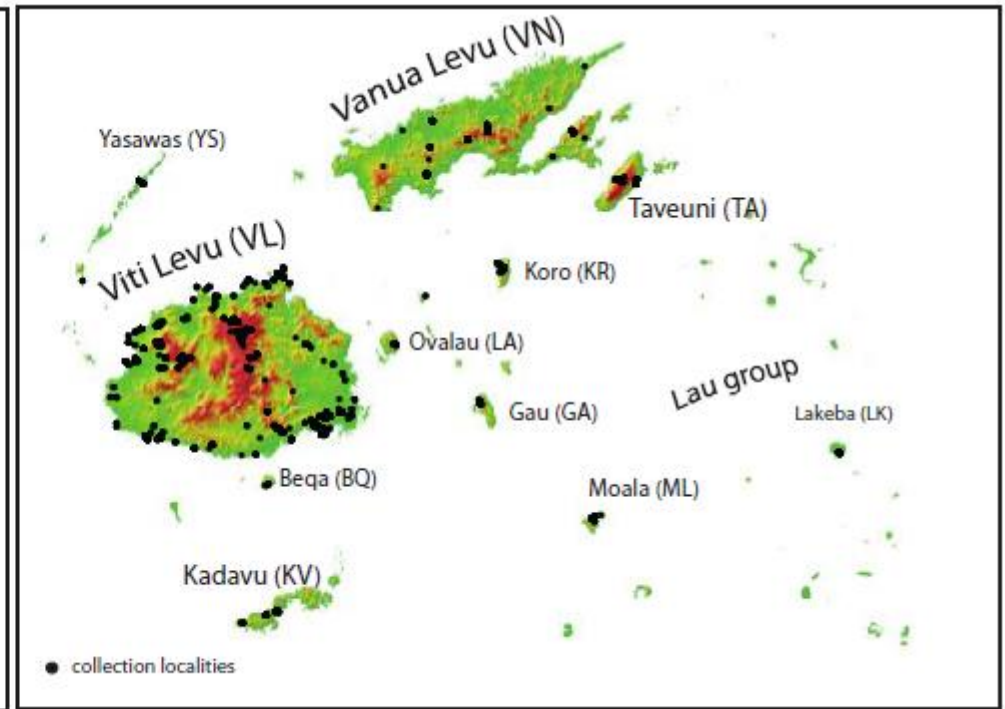 Vanua Levu (VN)
Yasawas (YS)
Taveuni (TA)
Viti Levu (VL)
Koro (KR)
Ovalau (LA)
Lau group
Gau (GA)
Lakeba (LK)
Beqa (BQ)
Moala (ML)
Kadavu (KV)
collection localities